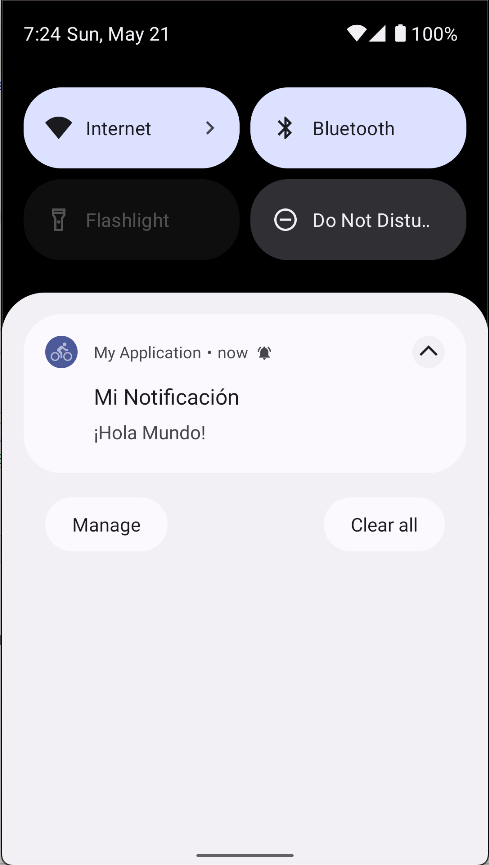 7:24 Sun, May 21 100%
Internet Bluetooth
Flashlight Do Not Distu..
My Application • now
Mi Notificación
¡Hola Mundo!
Manage Clear all